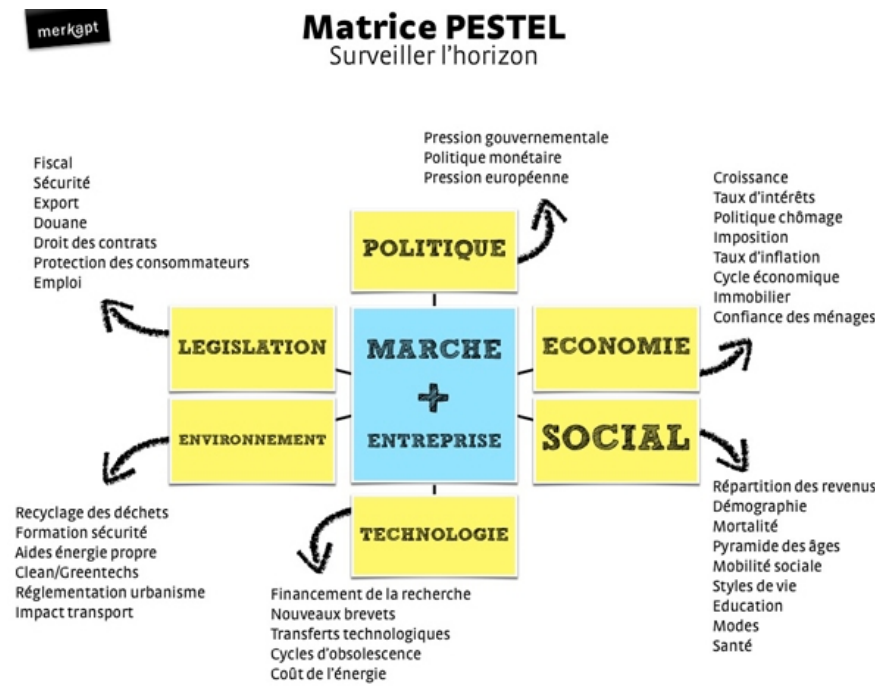 merkapt
Matrice PESTEL
Surveiller l'horizon
Pression gouvernementale
Politique monétaire
Pression européenne
Fiscal
Sécurité
Export
Douane
Droit des contrats
Protection des consommateurs
Emploi
Croissance
Taux d'intérêts
Politique chômage
Imposition
Taux d'inflation
Cycle économique
Immobilier
Confiance des ménages
POLITIQUE
LEGISLATION
MARCHE
+
ENTREPRISE
ECONOMIE
ENVIRONNEMENT
SOCIAL
TECHNOLOGIE
Recyclage des déchets
Formation sécurité
Aides énergie propre
Clean/Greentechs
Réglementation urbanisme
Impact transport
Financement de la recherche
Nouveaux brevets
Transferts technologiques
Cycles d'obsolescence
Coût de l'énergie
Répartition des revenus
Démographie
Mortalité
Pyramide des âges
Mobilité sociale
Styles de vie
Education
Modes
Santé